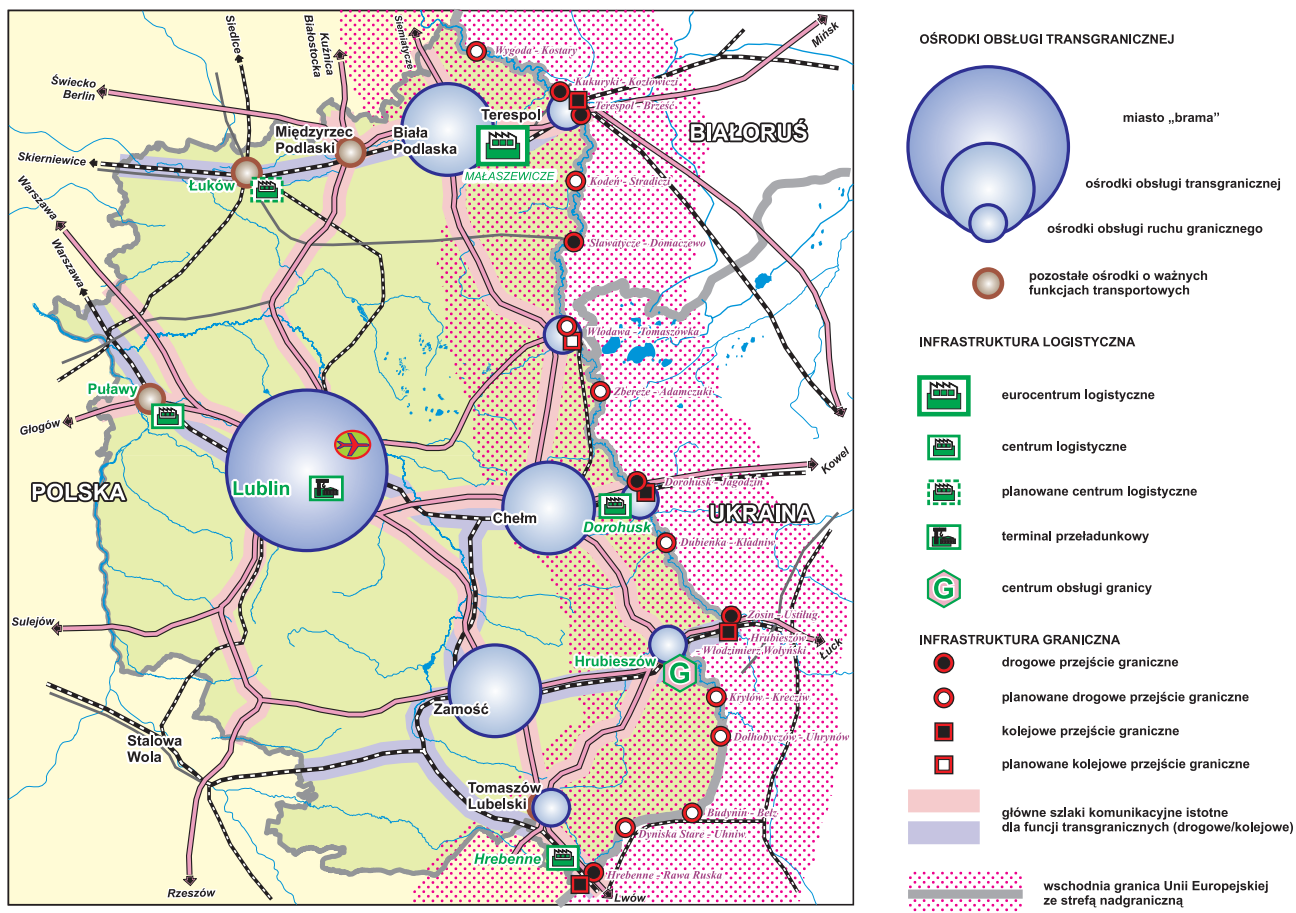 Siedlce
Kuźnica
Białostocka
Siemiatycze
Mińsk
Wygoda - Kostary
Świecko
Berlin
Kukuryki - Kozłowiczi
Terespol
Terespol - Brześć
BIAŁORUŚ
Międzyrzec
Podlaski
Biała
Podlaska
Skierniewice
MAŁASZEWICZE
Łuków
Kodeń - Stradicze
Warszawa
Warszawa
Sławatycze - Domaczewo
Włodawa - Tomaszówka
Puławy
Zbereże - Adamczuki
Głogów
Kowel
POLSKA
Lublin
Dorohusk - Jagodzin
Chełm
Dorohusk
UKRAINA
Dubienka - Kładniw
Sulejów
Zosin - Ustiług
Hrubieszów
- Włodzimierz Wołyński
Łuck
Hrubieszów
G
Kryłów - Krecziw
Zamość
Dołhobyczów - Uhrynów
Stalowa
Wola
Tomaszów
Lubelski
Budynin - Bełz
Dyniska Stare - Uhniw
Hrebenne
Hrebenne - Rawa Ruska
Rzeszów
Lwów
OŚRODKI OBSŁUGI TRANSGRANICZNEJ
miasto „brama”
ośrodki obsługi transgranicznej
ośrodki obsługi ruchu granicznego
pozostałe ośrodki o ważnych
funkcjach transportowych
INFRASTRUKTURA LOGISTYCZNA
eurocentrum logistyczne
centrum logistyczne
planowane centrum logistyczne
terminal przeładunkowy
G
centrum obsługi granicy
INFRASTRUKTURA GRANICZNA
drogowe przejście graniczne
planowane drogowe przejście graniczne
kolejowe przejście graniczne
planowane kolejowe przejście graniczne
główne szlaki komunikacyjne istotne
dla funcji transgranicznych (drogowe/kolejowe)
wschodnia granica Unii Europejskiej
ze strefą nadgraniczną